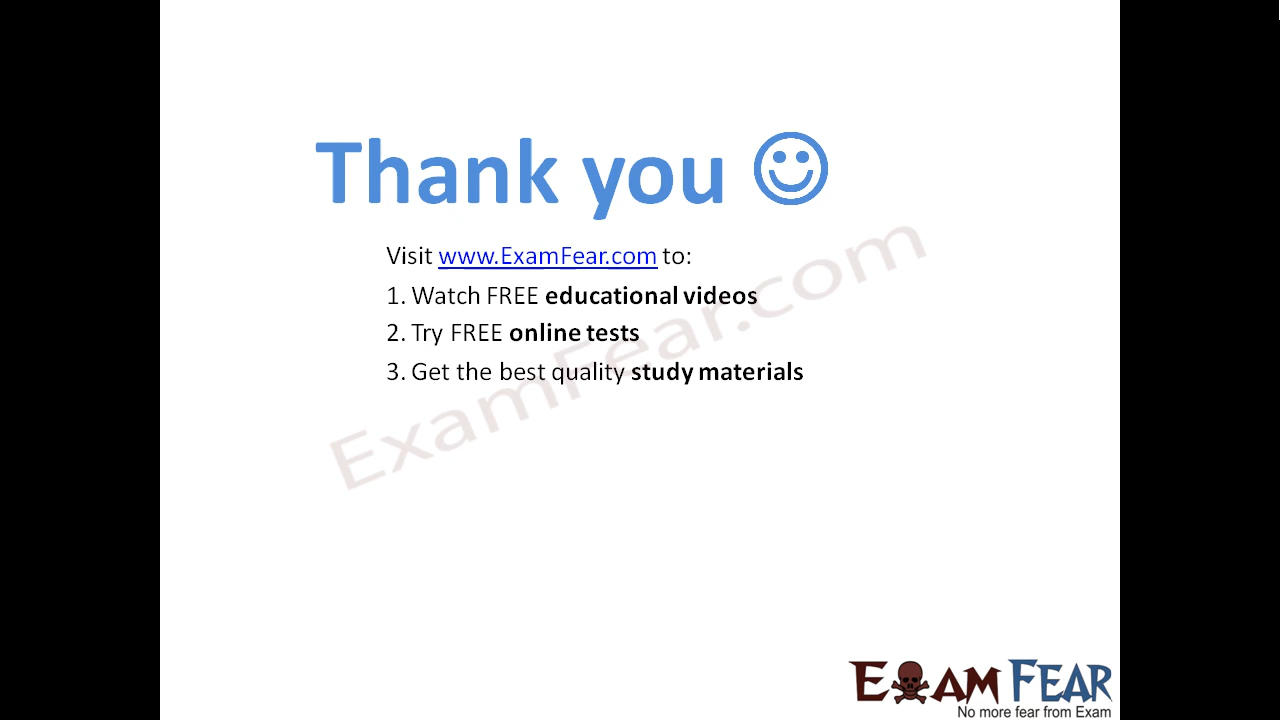 Thank you ☺
Visit www.ExamFear.com to:
1. Watch FREE educational videos
2. Try FREE online tests
3. Get the best quality study materials
ExamFear.com
EXAM FEAR
No more fear from Exam